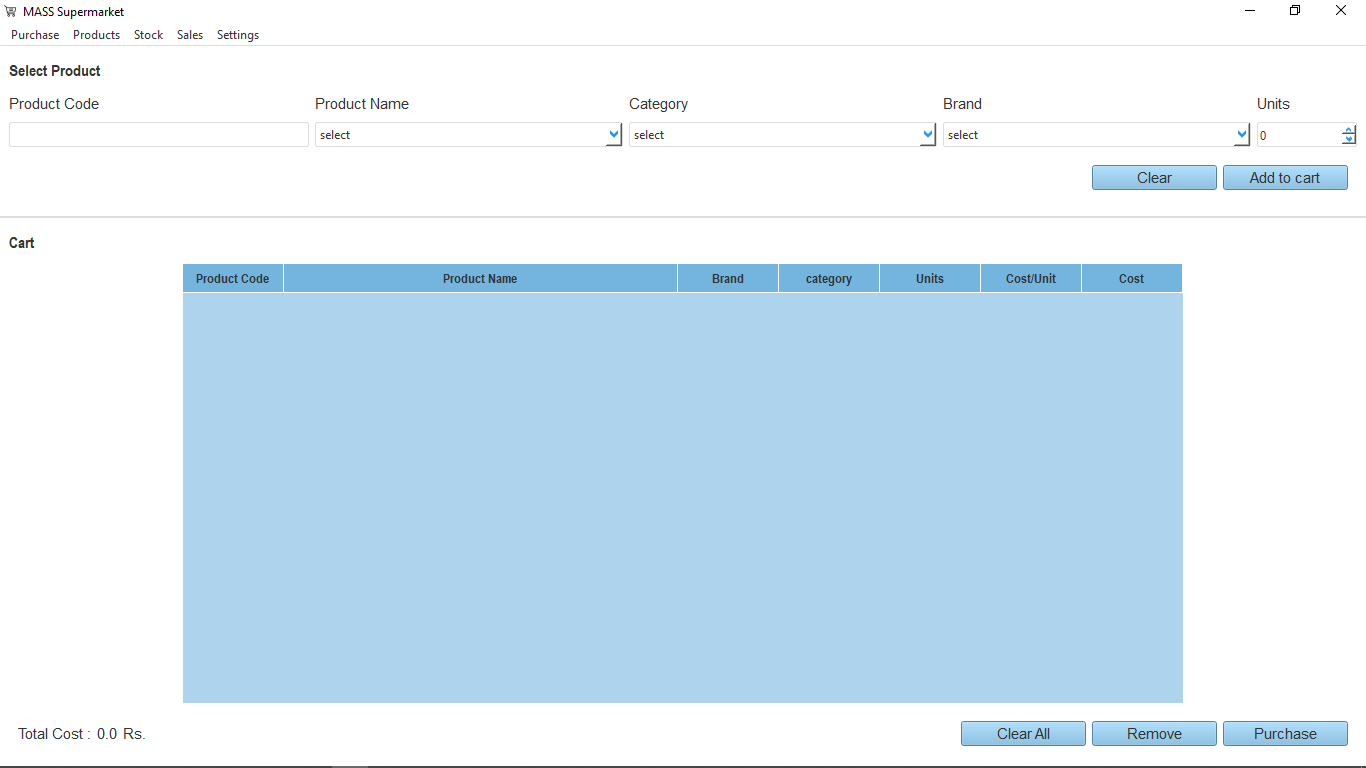 MASS Supermarket
Purchase Products Stock Sales Settings
Select Product
Product Code Product Name Category Brand Units
select select select 0
Clear Add to cart
Cart
Product Code Product Name Brand category Units Cost/Unit Cost
Total Cost : 0.0 Rs. Clear All Remove Purchase